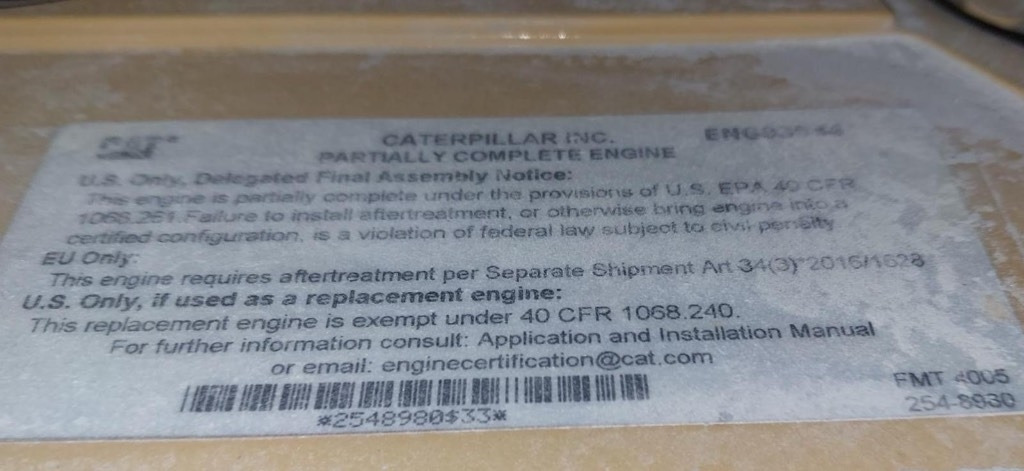 CAT
CATERPILLAR INC.
PARTIALLY COMPLETE ENGINE
U.S. Only, Delegated Final Assembly Notice:
This engine is partially complete under the provisions of U.S. EPA 40 CFR
1068.261. Failure to install aftertreatment, or otherwise bring engine into a
certified configuration, is a violation of federal law subject to civil penalty
EU Only:
This engine requires aftertreatment per Separate Shipment Art 34(3) 2016/1628
U.S. Only, if used as a replacement engine:
This replacement engine is exempt under 40 CFR 1068.240.
For further information consult: Application and Installation Manual
or email: enginecertification@cat.com
*2548980$33*
FMT 4005